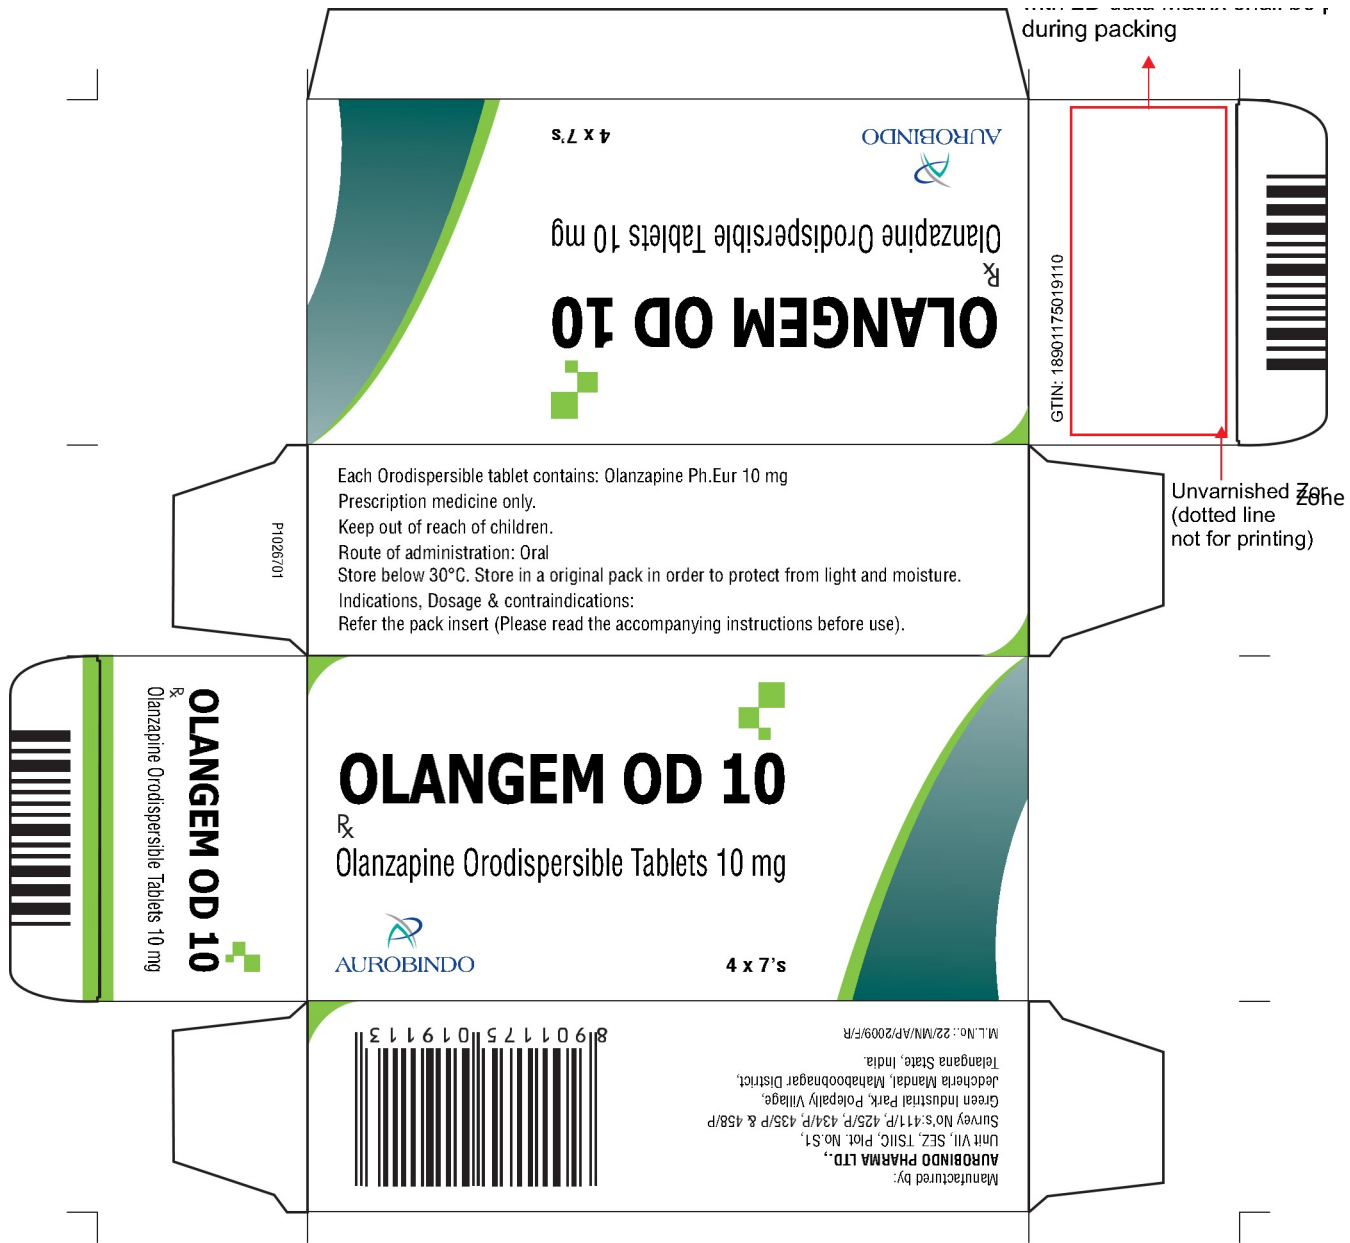 during packing
4 x 7's
AUROBINDO
Olanzapine Orodispersible Tablets 10 mg
Rx
OLANGEM OD 10
GTIN: 18901175019110
Unvarnished Zone
(dotted line
not for printing)
Each Orodispersible tablet contains: Olanzapine Ph.Eur 10 mg
Prescription medicine only.
Keep out of reach of children.
Route of administration: Oral
Store below 30°C. Store in a original pack in order to protect from light and moisture.
Indications, Dosage & contraindications:
Refer the pack insert (Please read the accompanying instructions before use).
P1026701
OLANGEM OD 10
Rx
Olanzapine Orodispersible Tablets 10 mg
OLANGEM OD 10
Rx
Olanzapine Orodispersible Tablets 10 mg
AUROBINDO
4 x 7's
8901175019113
Manufactured by:
AUROBINDO PHARMA LTD.,
Unit VII, SEZ, TSIIC, Plot. No.S1,
Survey No's:411/P, 425/P, 434/P, 435/P & 458/P
Green Industrial Park, Polepally Village,
Jedcherla Mandal, Mahaboobnagar District,
Telangana State, India.
M.L.No.: 22/MN/AP/2009/F/R